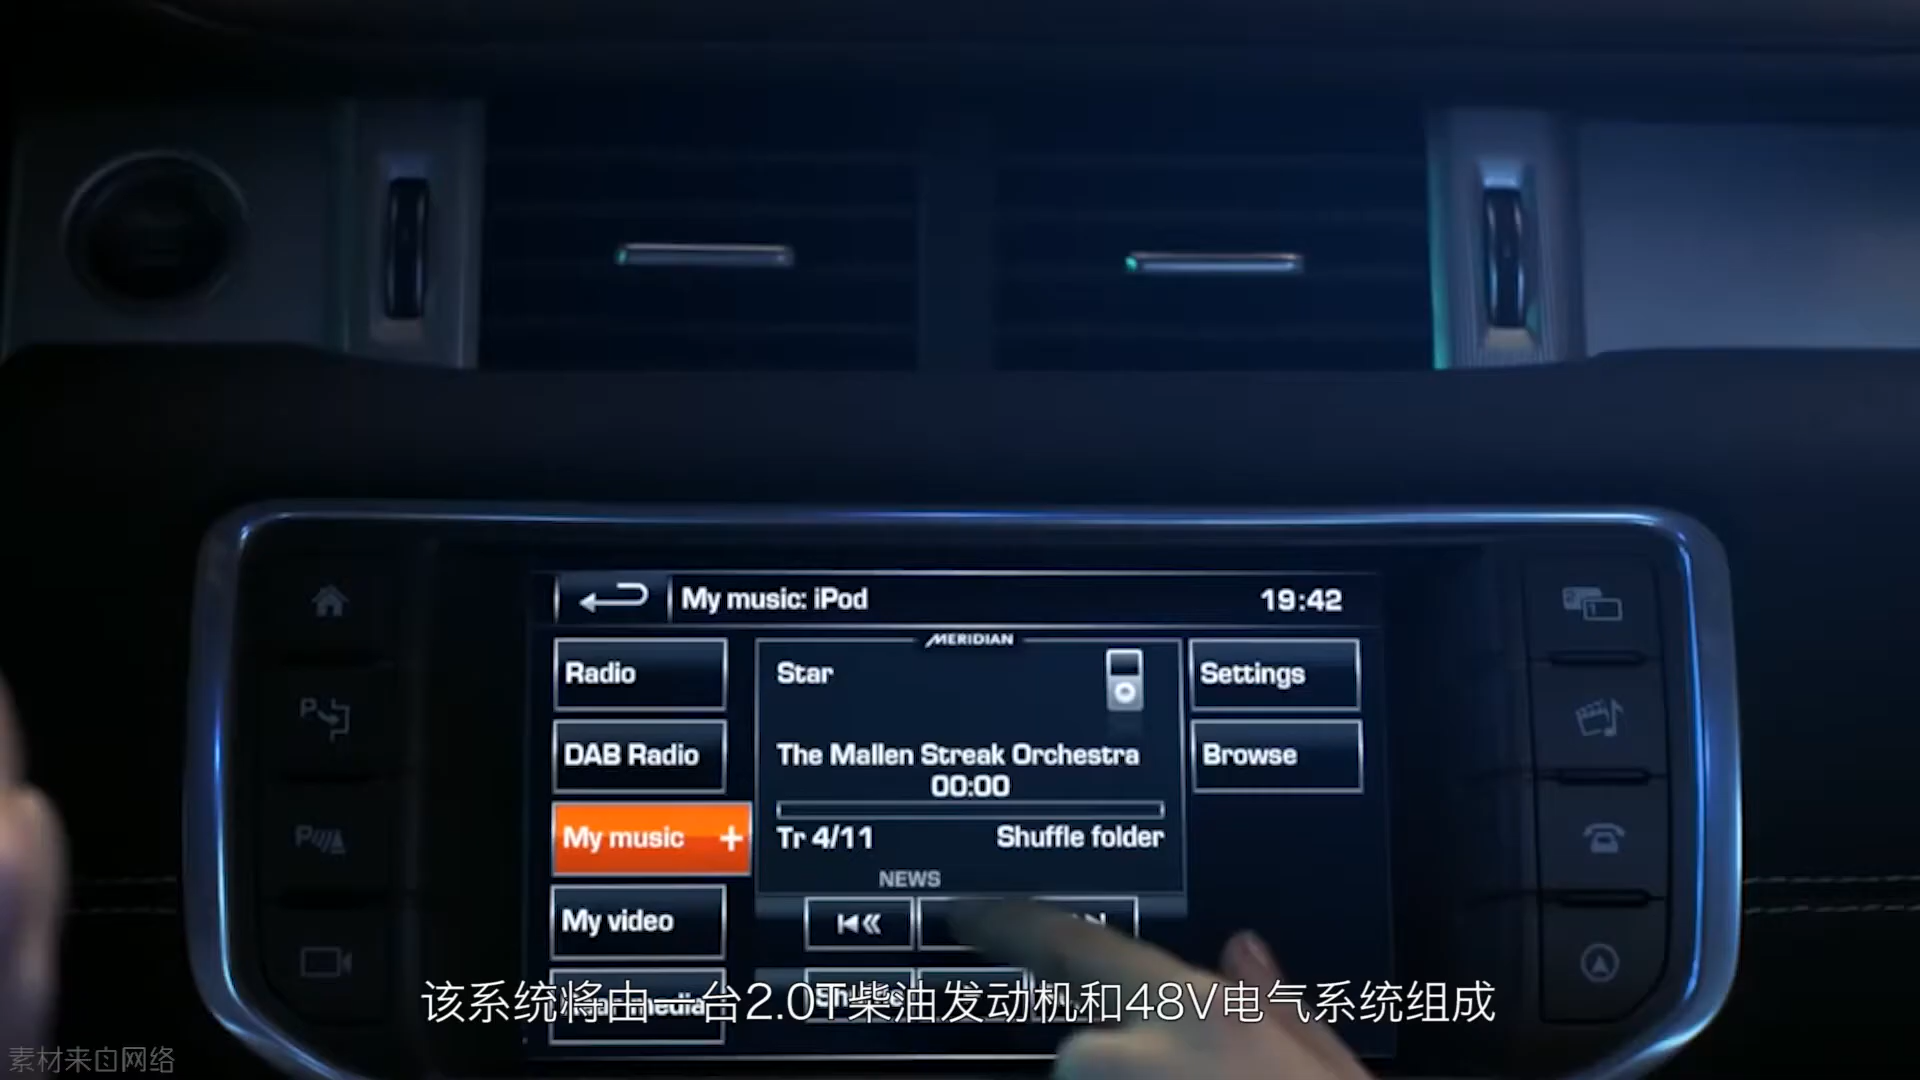 My music: iPod
19:42
MERIDIAN
Radio
Star
Settings
DAB Radio
The Mallen Streak Orchestra
Browse
00:00
My music +
Tr 4/11
Shuffle folder
NEWS
My video
该系统将由一台2.0T柴油发动机和48V电气系统组成
素材来自网络